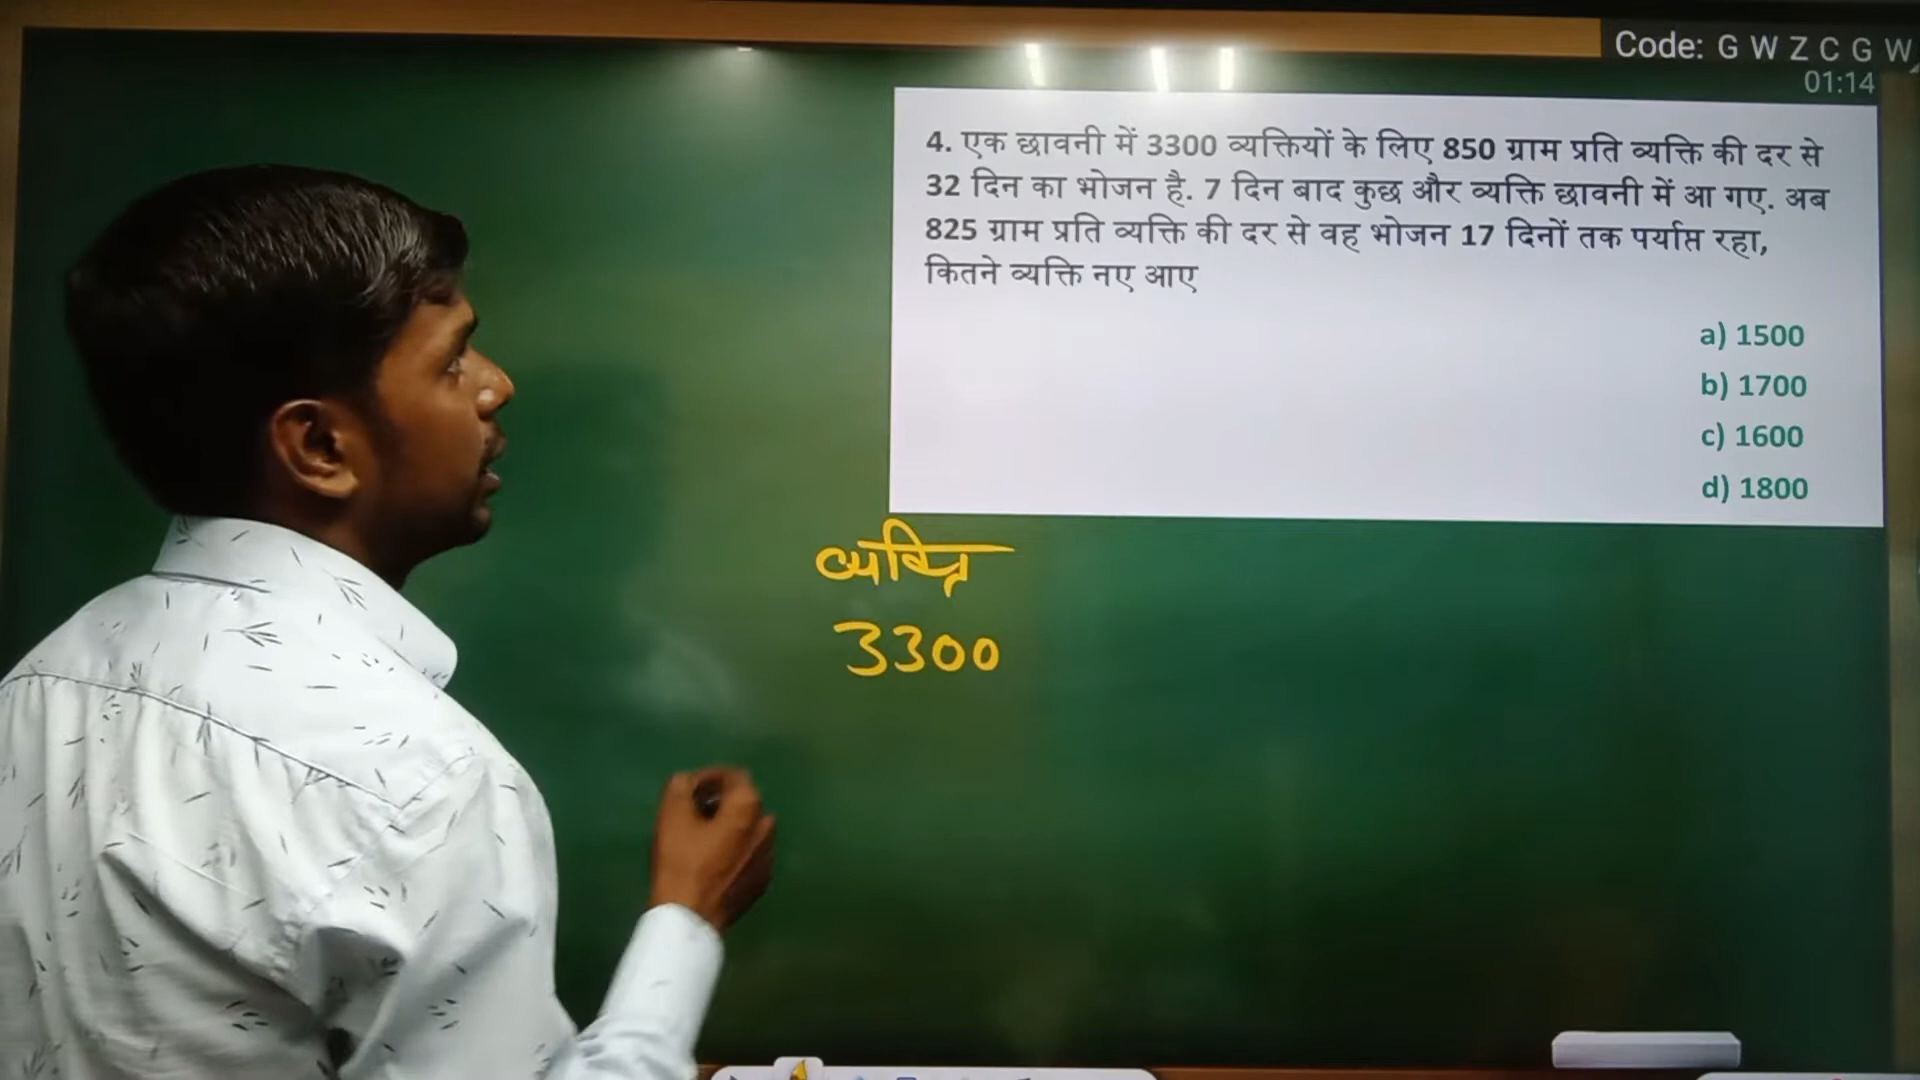 Code: G W Z C G W
01:14
4. एक छावनी में 3300 व्यक्तियों के लिए 850 ग्राम प्रति व्यक्ति की दर से
32 दिन का भोजन है. 7 दिन बाद कुछ और व्यक्ति छावनी में आ गए. अब
825 ग्राम प्रति व्यक्ति की दर से वह भोजन 17 दिनों तक पर्याप्त रहा,
कितने व्यक्ति नए आए
a) 1500
b) 1700
c) 1600
d) 1800
व्यक्ति
3300